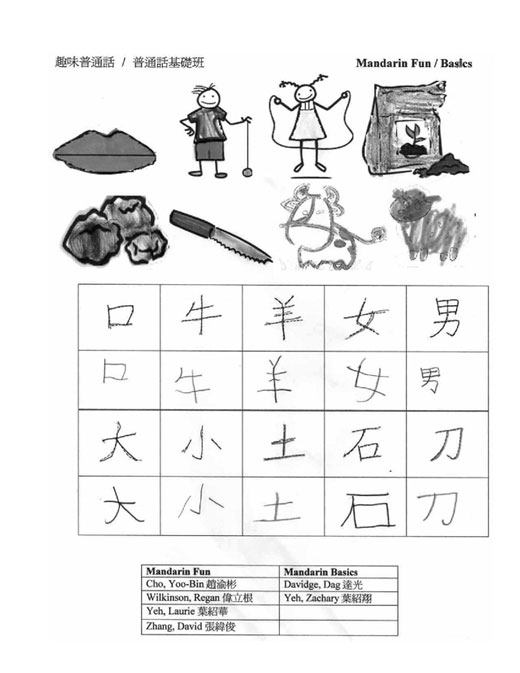 趣味普通話 / 普通話基礎班 Mandarin Fun / Basics
口 牛 羊 女 男
口 牛 羊 女 男
大 小 土 石 刀
大 小 土 石 刀
Mandarin Fun Mandarin Basics
Cho, Yoo-Bin 趙渝彬 Davidge, Dag 達光
Wilkinson, Regan 偉立根 Yeh, Zachary 葉紹翔
Yeh, Laurie 葉紹華
Zhang, David 張緯俊